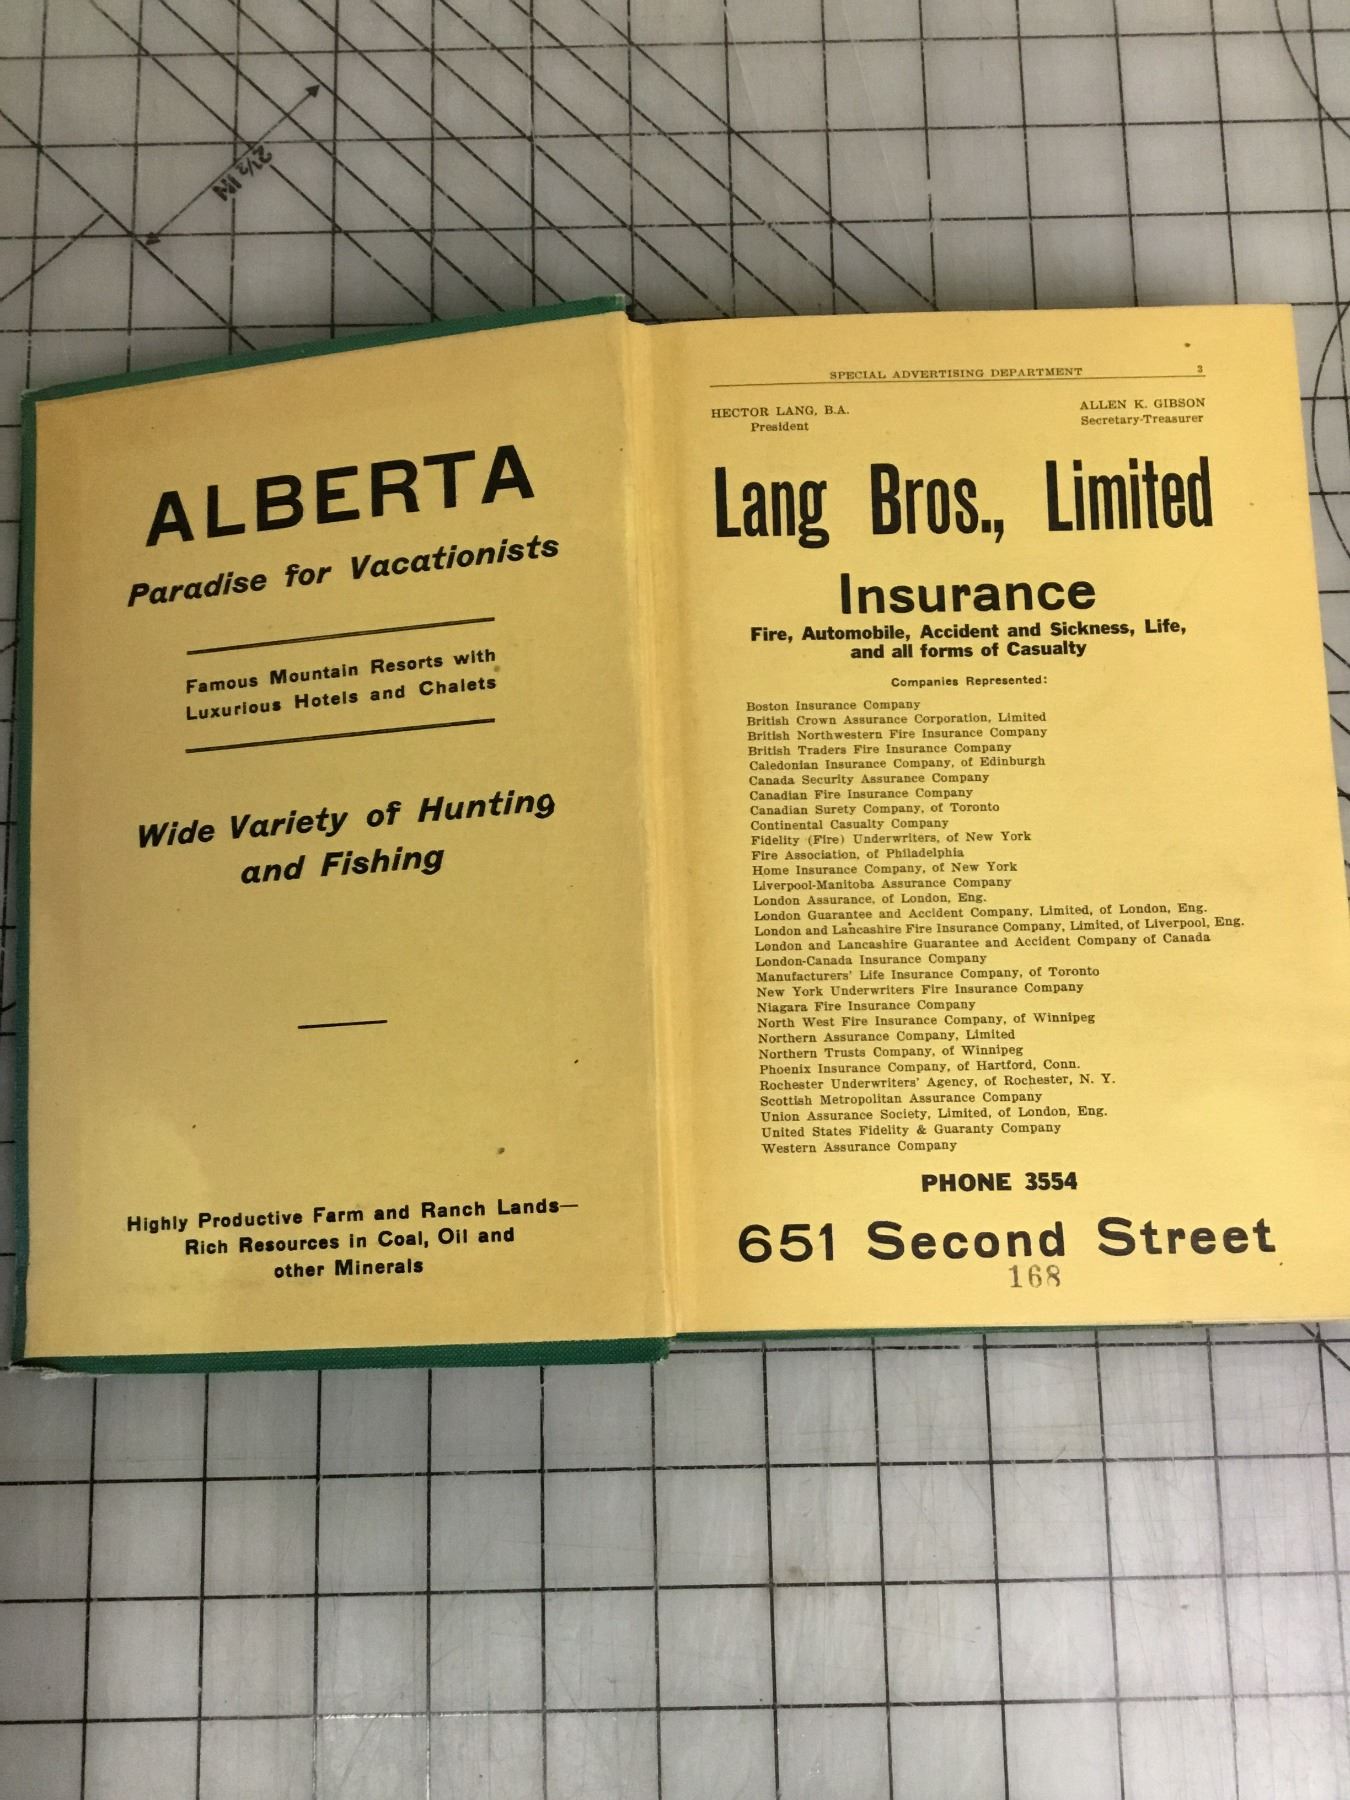 2⅓ IN
ALBERTA
Paradise for Vacationists
Famous Mountain Resorts with
Luxurious Hotels and Chalets
Wide Variety of Hunting
and Fishing
Highly Productive Farm and Ranch Lands—
Rich Resources in Coal, Oil and
other Minerals
SPECIAL ADVERTISING DEPARTMENT 3
HECTOR LANG, B.A. ALLEN K. GIBSON
President Secretary-Treasurer
Lang Bros., Limited
Insurance
Fire, Automobile, Accident and Sickness, Life,
and all forms of Casualty
Companies Represented:
Boston Insurance Company
British Crown Assurance Corporation, Limited
British Northwestern Fire Insurance Company
British Traders Fire Insurance Company
Caledonian Insurance Company, of Edinburgh
Canada Security Assurance Company
Canadian Fire Insurance Company
Canadian Surety Company, of Toronto
Continental Casualty Company
Fidelity (Fire) Underwriters, of New York
Fire Association, of Philadelphia
Home Insurance Company, of New York
Liverpool-Manitoba Assurance Company
London Assurance, of London, Eng.
London Guarantee and Accident Company, Limited, of London, Eng.
London and Lancashire Fire Insurance Company, Limited, of Liverpool, Eng.
London and Lancashire Guarantee and Accident Company of Canada
London-Canada Insurance Company
Manufacturers' Life Insurance Company, of Toronto
New York Underwriters Fire Insurance Company
Niagara Fire Insurance Company
North West Fire Insurance Company, of Winnipeg
Northern Assurance Company, Limited
Northern Trusts Company, of Winnipeg
Phoenix Insurance Company, of Hartford, Conn.
Rochester Underwriters' Agency, of Rochester, N. Y.
Scottish Metropolitan Assurance Company
Union Assurance Society, Limited, of London, Eng.
United States Fidelity & Guaranty Company
Western Assurance Company
PHONE 3554
651 Second Street
168